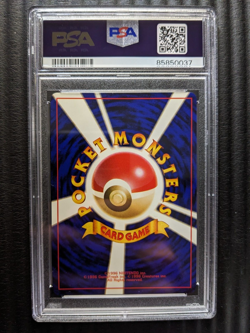 PSA
PSA
85850037
POCKET MONSTERS
CARD GAME